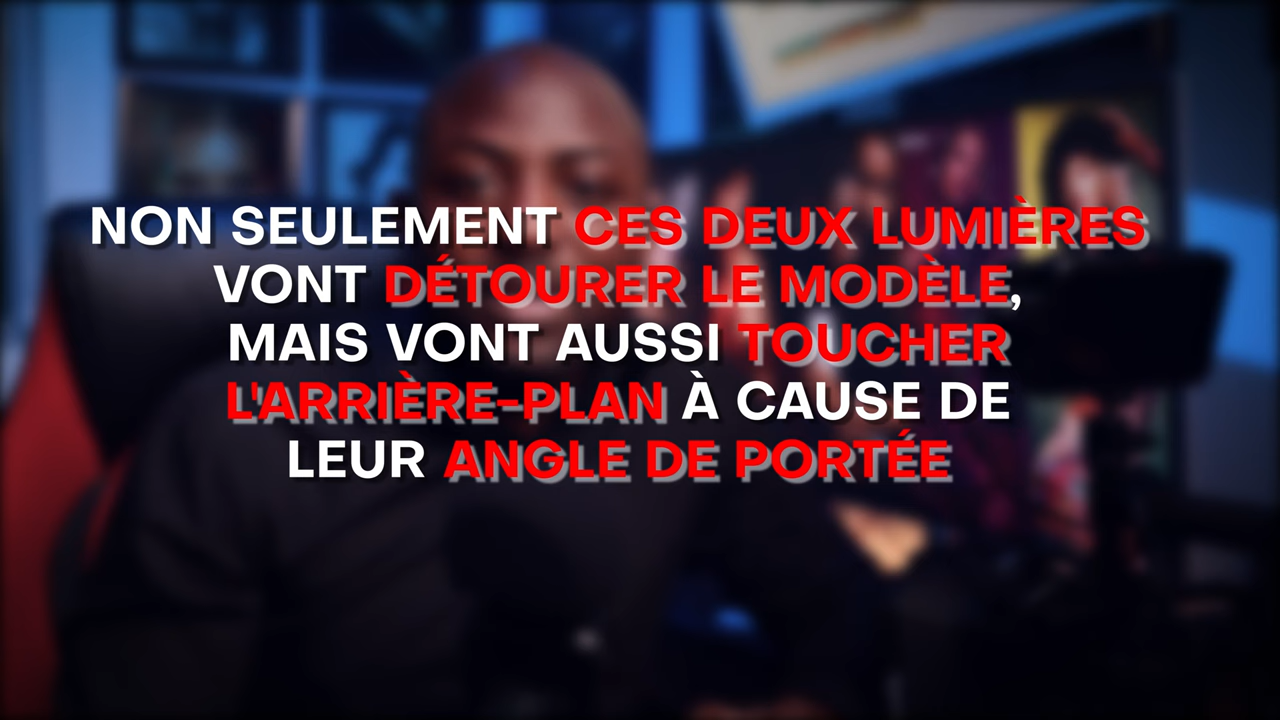 NON SEULEMENT CES DEUX LUMIÈRES
VONT DÉTOURER LE MODÈLE,
MAIS VONT AUSSI TOUCHER
L'ARRIÈRE-PLAN À CAUSE DE
LEUR ANGLE DE PORTÉE